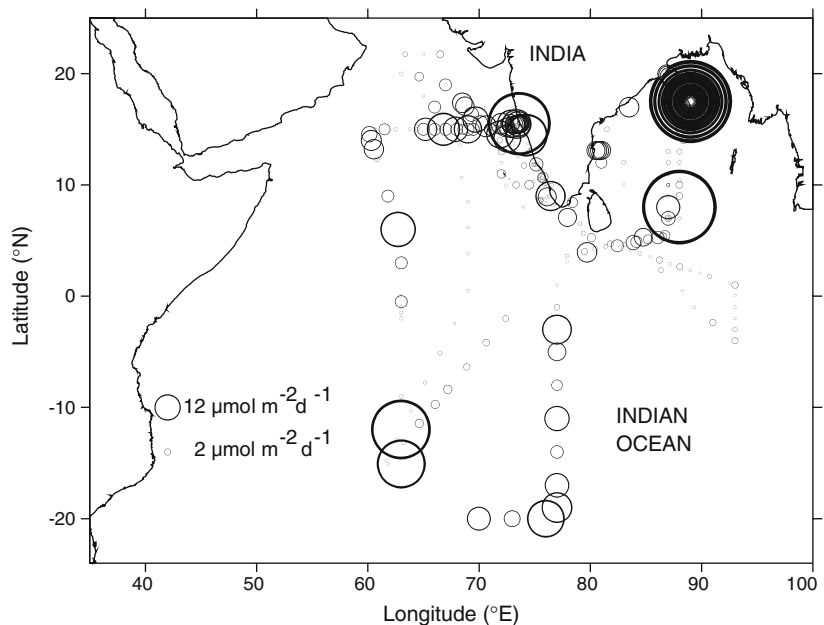 INDIA
20
10
0
-10
-20
Latitude (°N)
12 µmol m-2d-1
2 µmol m-2d-1
INDIAN
OCEAN
40
50
60
70
80
90
100
Longitude (°E)